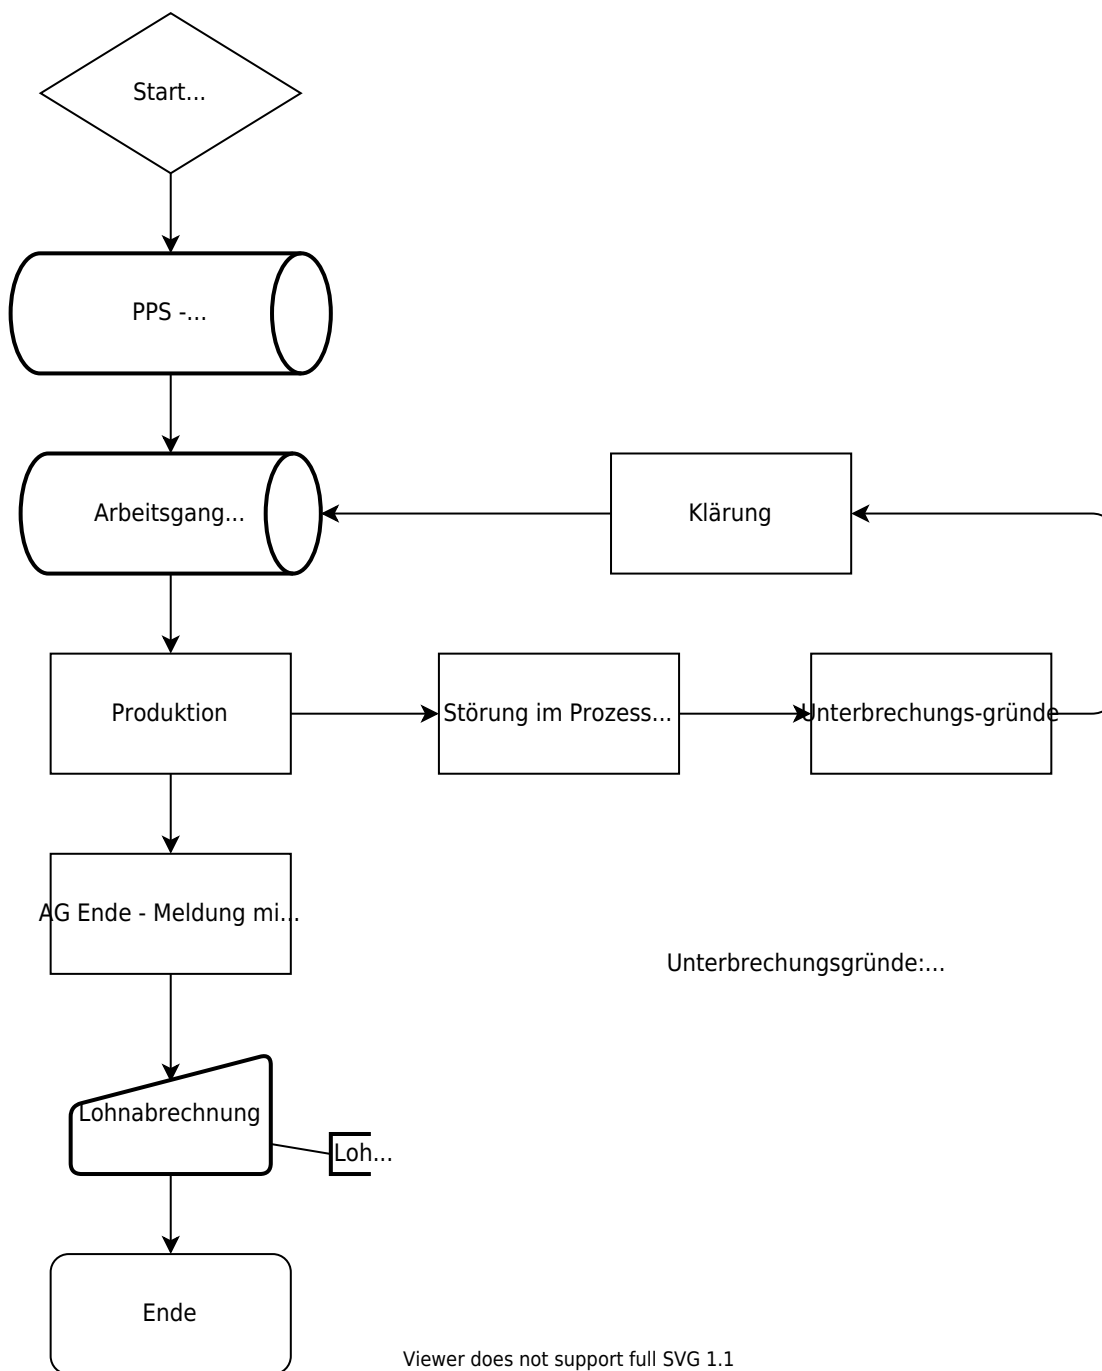 Start...
PPS -...
Arbeitsgang...
Klärung
Produktion
Störung im Prozess...
Unterbrechungs-gründe
AG Ende - Meldung mi...
Unterbrechungsgründe:...
Lohnabrechnung
Loh...
Ende
Viewer does not support full SVG 1.1